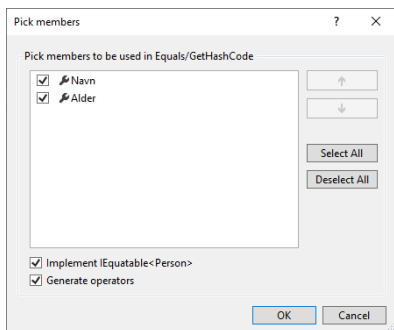 Pick members
Pick members to be used in Equals/GetHashCode
Navn
Alder
Select All
Deselect All
Implement IEquatable<Person>
Generate operators
OK
Cancel